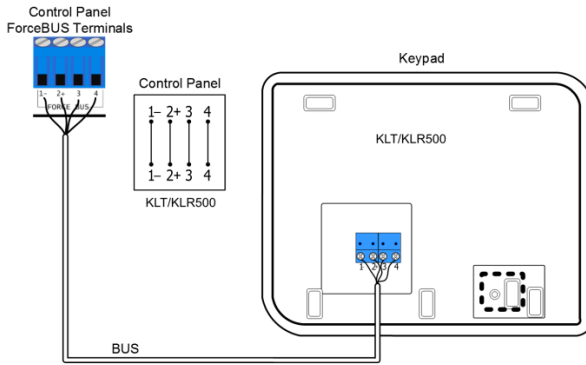 Control Panel
ForceBUS Terminals
1– 2+ 3 4
FORCE BUS
Control Panel
1– 2+ 3 4
1– 2+ 3 4
KLT/KLR500
Keypad
KLT/KLR500
1 2 3 4
BUS